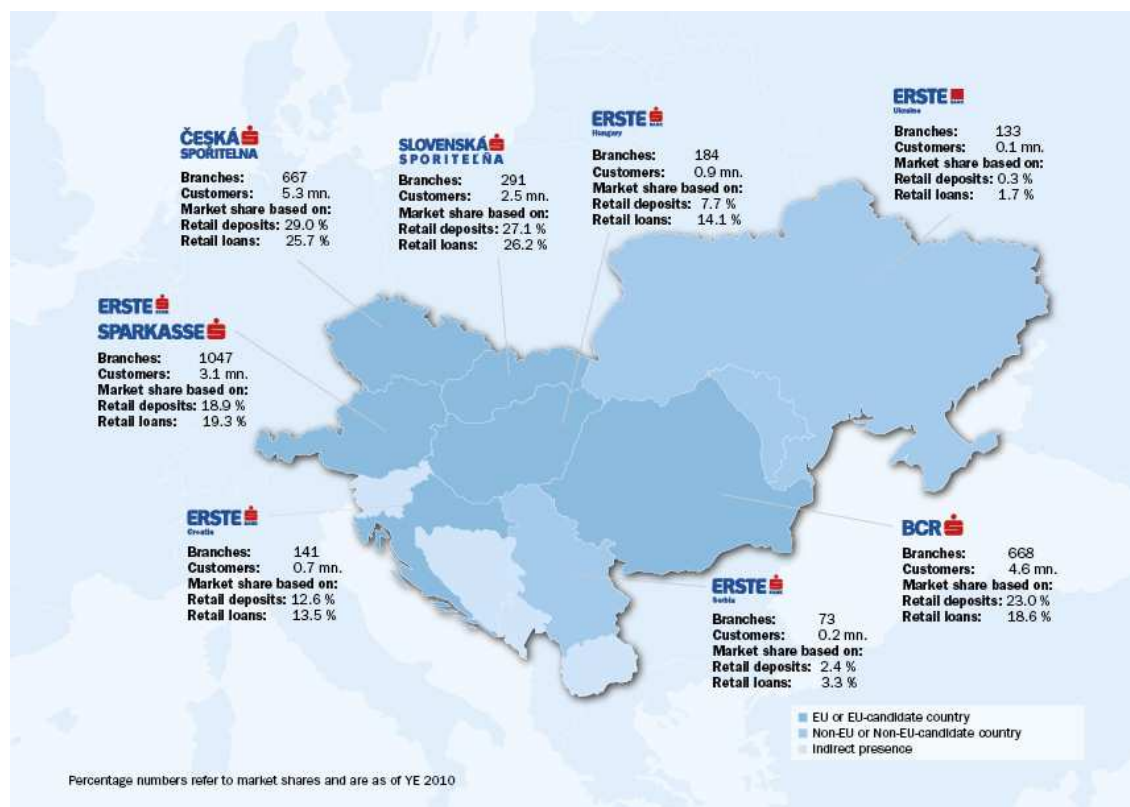 ČESKÁ
SPOŘITELNA
Branches: 667
Customers: 5.3 mn.
Market share based on:
Retail deposits: 29.0 %
Retail loans: 25.7 %
SLOVENSKÁ
SPORITEĽŇA
Branches: 291
Customers: 2.5 mn.
Market share based on:
Retail deposits: 27.1 %
Retail loans: 26.2 %
ERSTE BANK
Hungary
Branches: 184
Customers: 0.9 mn.
Market share based on:
Retail deposits: 7.7 %
Retail loans: 14.1 %
ERSTE BANK
Ukraine
Branches: 133
Customers: 0.1 mn.
Market share based on:
Retail deposits: 0.3 %
Retail loans: 1.7 %
ERSTE BANK
SPARKASSE
Branches: 1047
Customers: 3.1 mn.
Market share based on:
Retail deposits: 18.9 %
Retail loans: 19.3 %
ERSTE BANK
Croatia
Branches: 141
Customers: 0.7 mn.
Market share based on:
Retail deposits: 12.6 %
Retail loans: 13.5 %
ERSTE BANK
Serbia
Branches: 73
Customers: 0.2 mn.
Market share based on:
Retail deposits: 2.4 %
Retail loans: 3.3 %
BCR
Branches: 668
Customers: 4.6 mn.
Market share based on:
Retail deposits: 23.0 %
Retail loans: 18.6 %
EU or EU-candidate country
Non-EU or Non-EU-candidate country
Indirect presence
Percentage numbers refer to market shares and are as of YE 2010